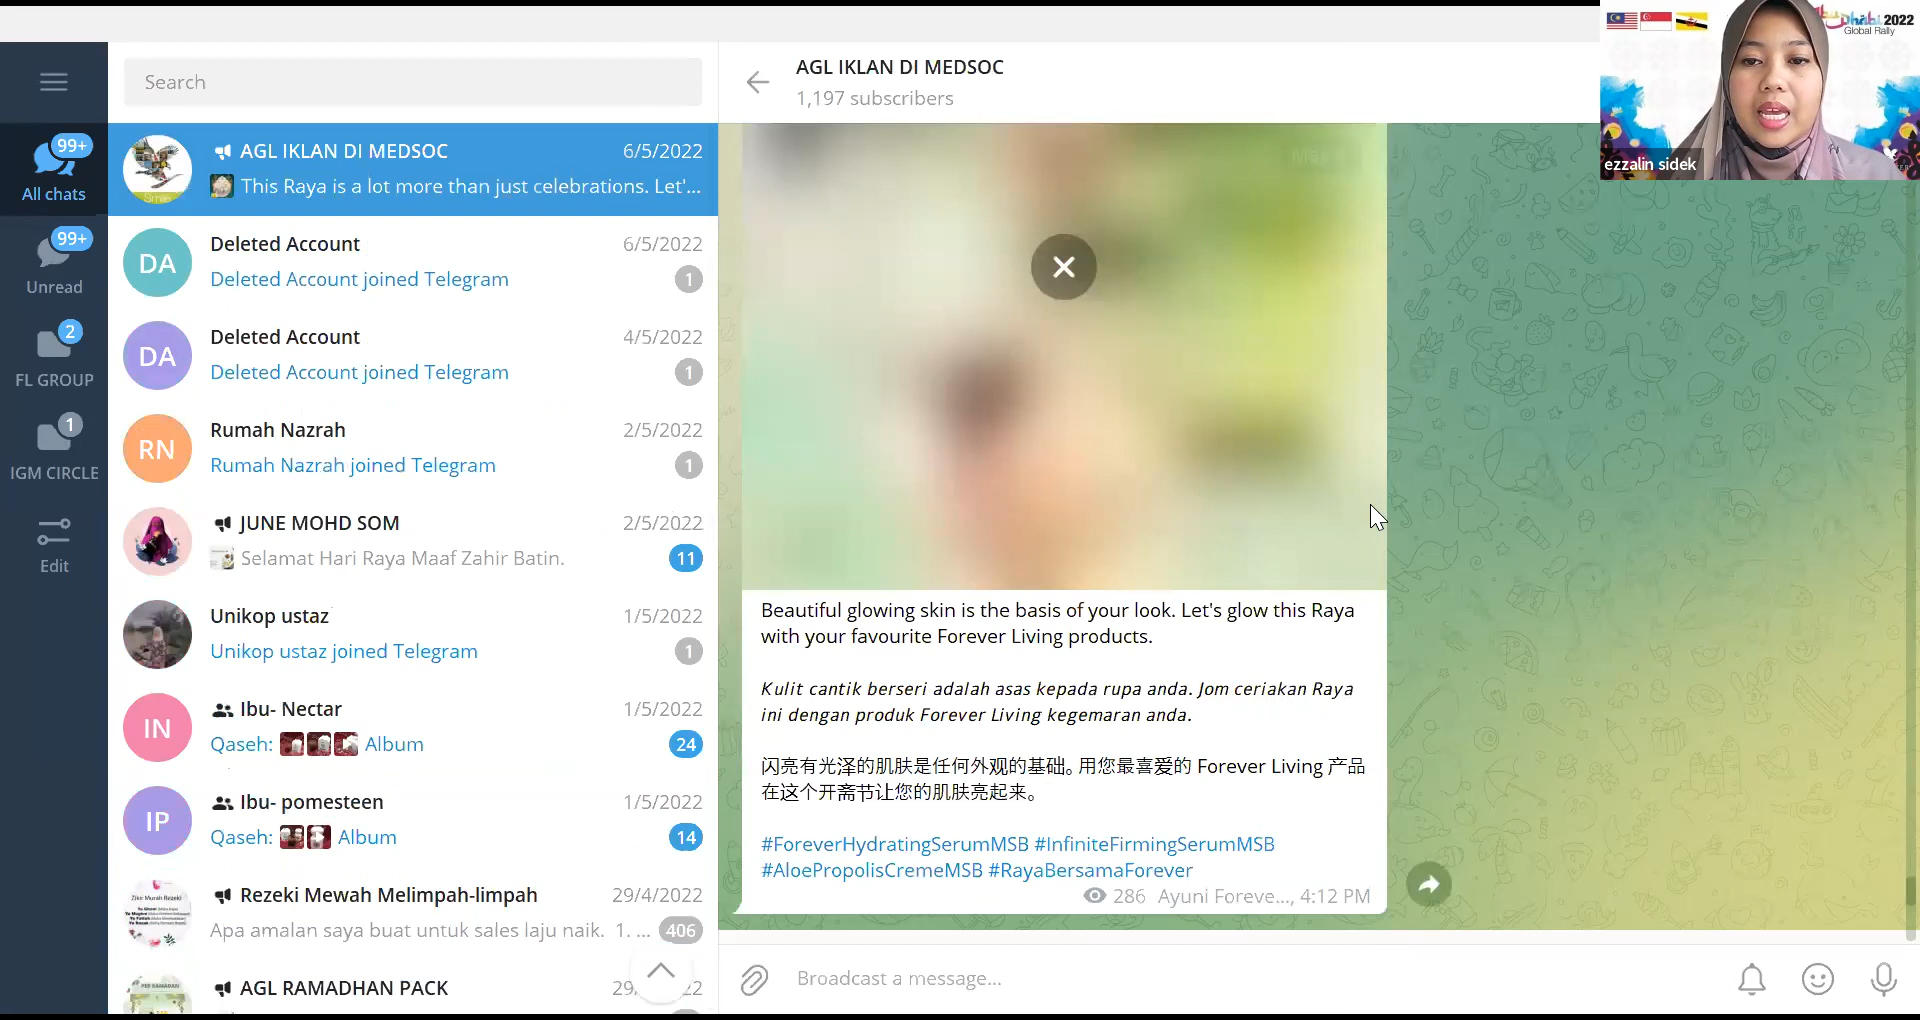 Search
All chats
99+
Unread
99+
FL GROUP
2
IGM CIRCLE
1
Edit
AGL IKLAN DI MEDSOC 6/5/2022
This Raya is a lot more than just celebrations. Let'...
DA
Deleted Account 6/5/2022
Deleted Account joined Telegram 1
DA
Deleted Account 4/5/2022
Deleted Account joined Telegram 1
RN
Rumah Nazrah 2/5/2022
Rumah Nazrah joined Telegram 1
JUNE MOHD SOM 2/5/2022
Selamat Hari Raya Maaf Zahir Batin. 11
Unikop ustaz 1/5/2022
Unikop ustaz joined Telegram 1
IN
Ibu- Nectar 1/5/2022
Qaseh: Album 24
IP
Ibu- pomesteen 1/5/2022
Qaseh: Album 14
Rezeki Mewah Melimpah-limpah 29/4/2022
Apa amalan saya buat untuk sales laju naik. 1. ... 406
AGL RAMADHAN PACK
AGL IKLAN DI MEDSOC
1,197 subscribers
Beautiful glowing skin is the basis of your look. Let's glow this Raya
with your favourite Forever Living products.
Kulit cantik berseri adalah asas kepada rupa anda. Jom ceriakan Raya
ini dengan produk Forever Living kegemaran anda.
闪亮有光泽的肌肤是任何外观的基础。用您最喜爱的 Forever Living 产品
在这个开斋节让您的肌肤亮起来。
#ForeverHydratingSerumMSB #InfiniteFirmingSerumMSB
#AloePropolisCremeMSB #RayaBersamaForever
286 Ayuni Foreve..., 4:12 PM
Broadcast a message...
2022
Global Rally
ezzalin sidek